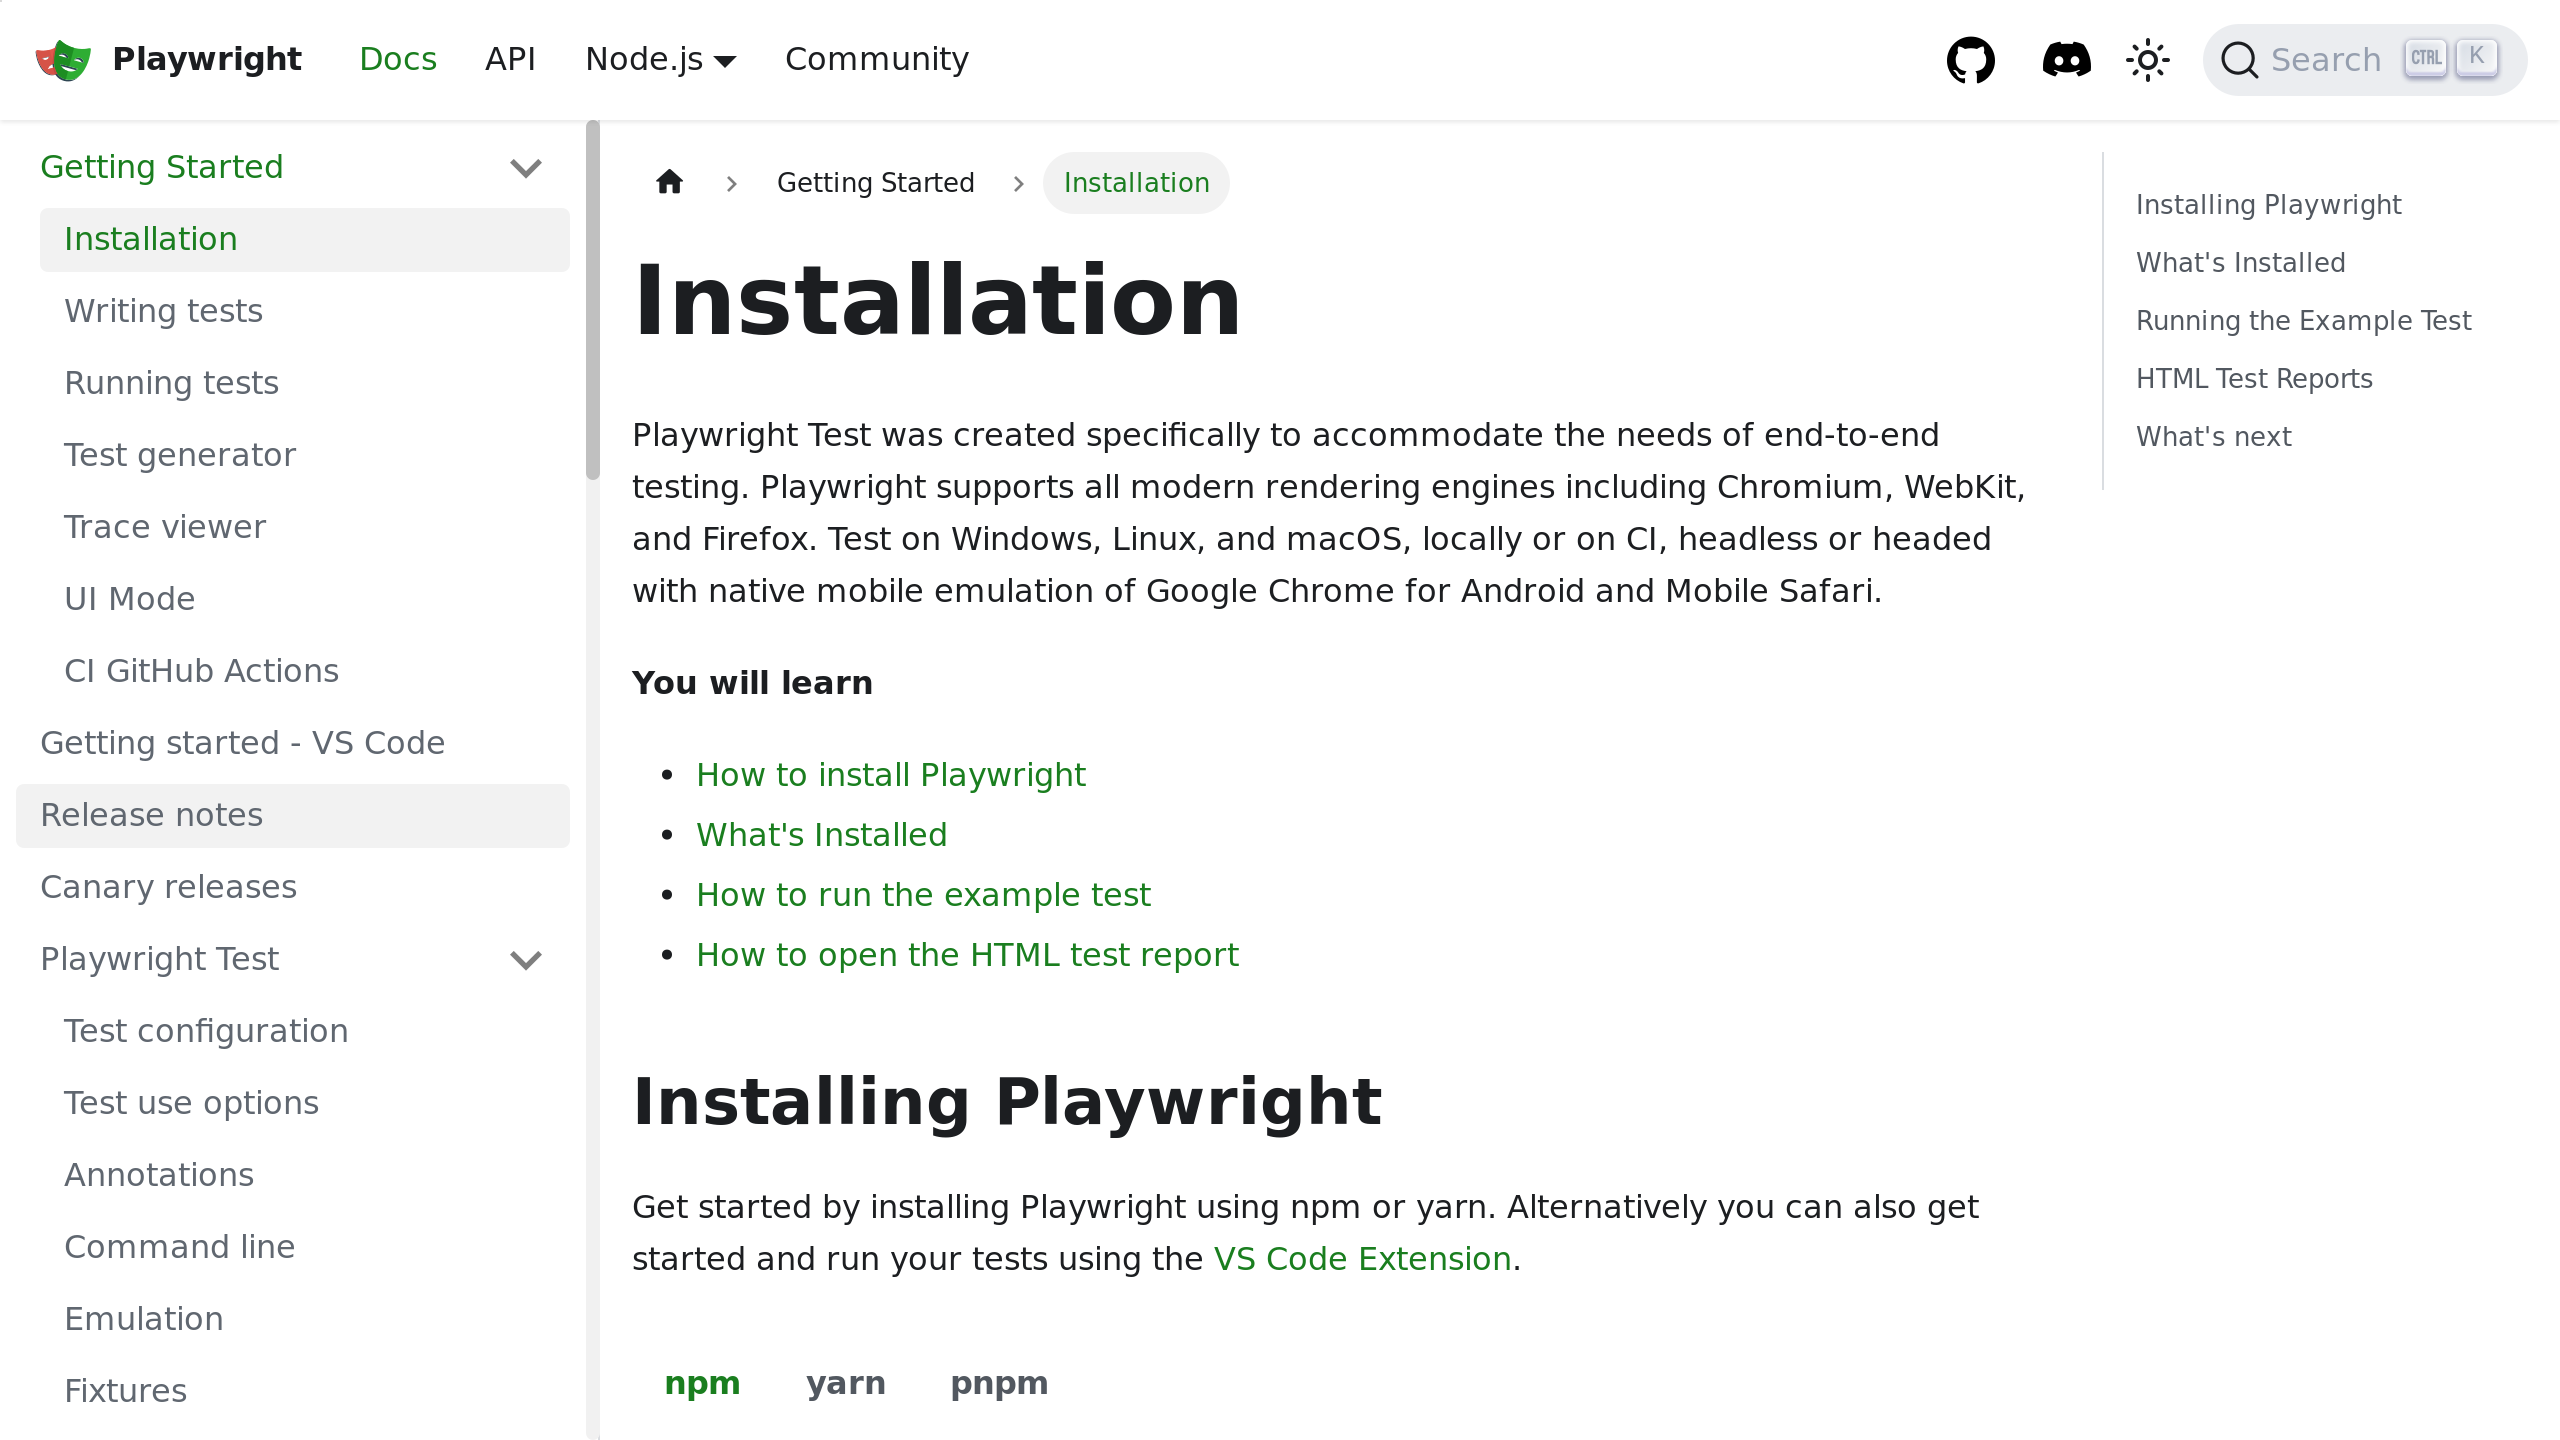 Playwright Docs API Node.js Community Search CTRL K
Getting Started
Installation
Writing tests
Running tests
Test generator
Trace viewer
UI Mode
CI GitHub Actions
Getting started - VS Code
Release notes
Canary releases
Playwright Test
Test configuration
Test use options
Annotations
Command line
Emulation
Fixtures
Getting Started Installation
Installation
Playwright Test was created specifically to accommodate the needs of end-to-end
testing. Playwright supports all modern rendering engines including Chromium, WebKit,
and Firefox. Test on Windows, Linux, and macOS, locally or on CI, headless or headed
with native mobile emulation of Google Chrome for Android and Mobile Safari.
You will learn
• How to install Playwright
• What's Installed
• How to run the example test
• How to open the HTML test report
Installing Playwright
Get started by installing Playwright using npm or yarn. Alternatively you can also get
started and run your tests using the VS Code Extension.
npm yarn pnpm
Installing Playwright
What's Installed
Running the Example Test
HTML Test Reports
What's next